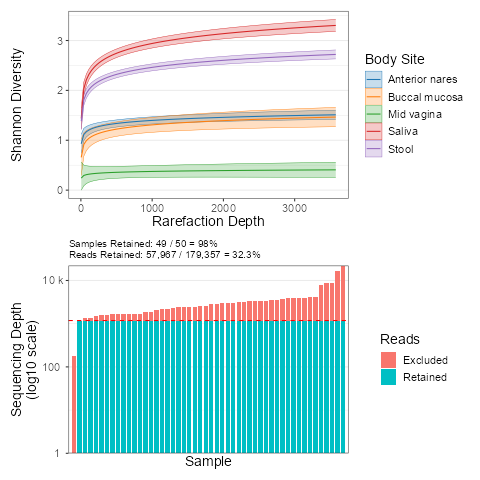 Shannon Diversity
3
2
1
0
0
1000
2000
3000
Rarefaction Depth
Body Site
Anterior nares
Buccal mucosa
Mid vagina
Saliva
Stool
Samples Retained: 49 / 50 = 98%
Reads Retained: 57,967 / 179,357 = 32.3%
Sequencing Depth
(log10 scale)
10 k
100
1
Sample
Reads
Excluded
Retained